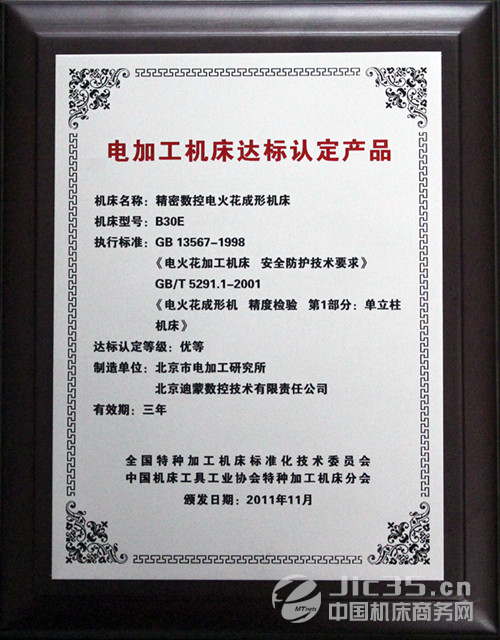 电加工机床达标认定产品
机床名称：精密数控电火花成形机床
机床型号：B30E
执行标准：GB 13567-1998
《电火花加工机床 安全防护技术要求》
GB/T 5291.1-2001
《电火花成形机 精度检验 第1部分：单立柱
机床》
达标认定等级：优等
制造单位：北京市电加工研究所
北京迪蒙数控技术有限责任公司
有效期：三年
全国特种加工机床标准化技术委员会
中国机床工具工业协会特种加工机床分会
颁发日期：2011年11月
Jic35.cn
MTnets
中国机床商务网